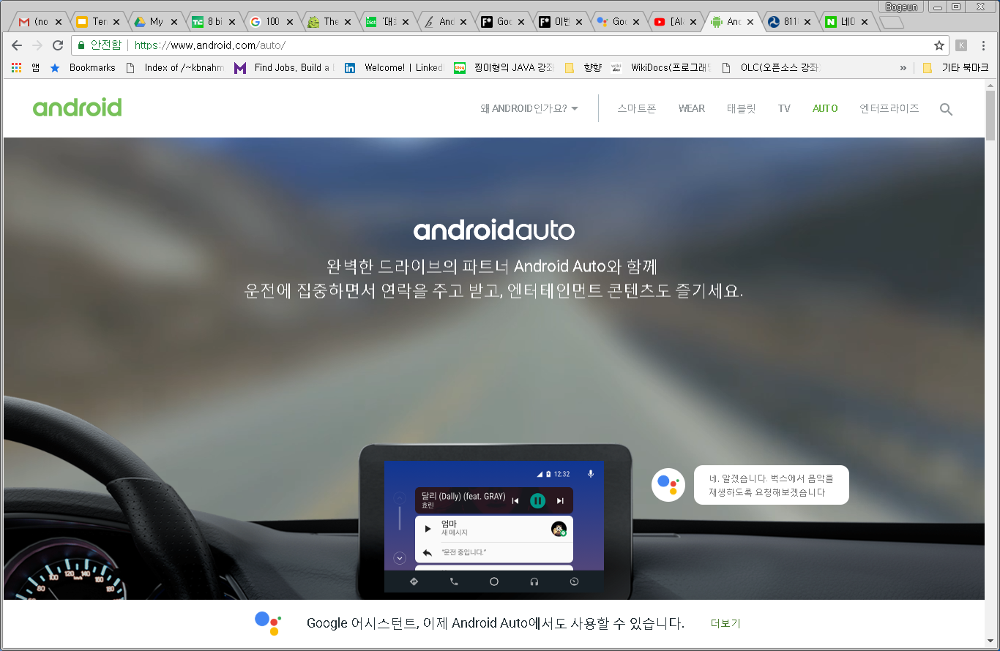 Bogeun
(no
Ten
My
8 bi
100
The
'대호
And
Goo
이번
Goo
[Ala
Anc
811
네이
안전함
https://www.android.com/auto/
앱
Bookmarks
Index of /~kbnahm
Find Jobs, Build a
Welcome! | Linked
찡이형의 JAVA 강좌
향항
WikiDocs(프로그래
OLC(오픈소스 강좌
»
기타 북마크
android
왜 ANDROID인가요?
스마트폰
WEAR
태블릿
TV
AUTO
엔터프라이즈
androidauto
완벽한 드라이브의 파트너 Android Auto와 함께
운전에 집중하면서 연락을 주고 받고, 엔터테인먼트 콘텐츠도 즐기세요.
12:32
달리 (Dally) (feat. GRAY)
효린
엄마
새 메시지
"운전 중입니다."
네, 알겠습니다. 벅스에서 음악을
재생하도록 요청해보겠습니다
80 100 120 140 160 180
km/h
Google 어시스턴트, 이제 Android Auto에서도 사용할 수 있습니다.
더보기